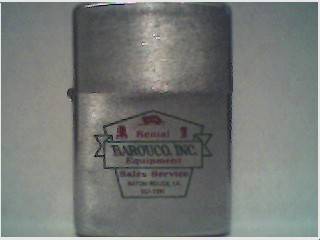 Rental
BAROUCO, INC.
Equipment
Sales Service
BATON ROUGE, LA.